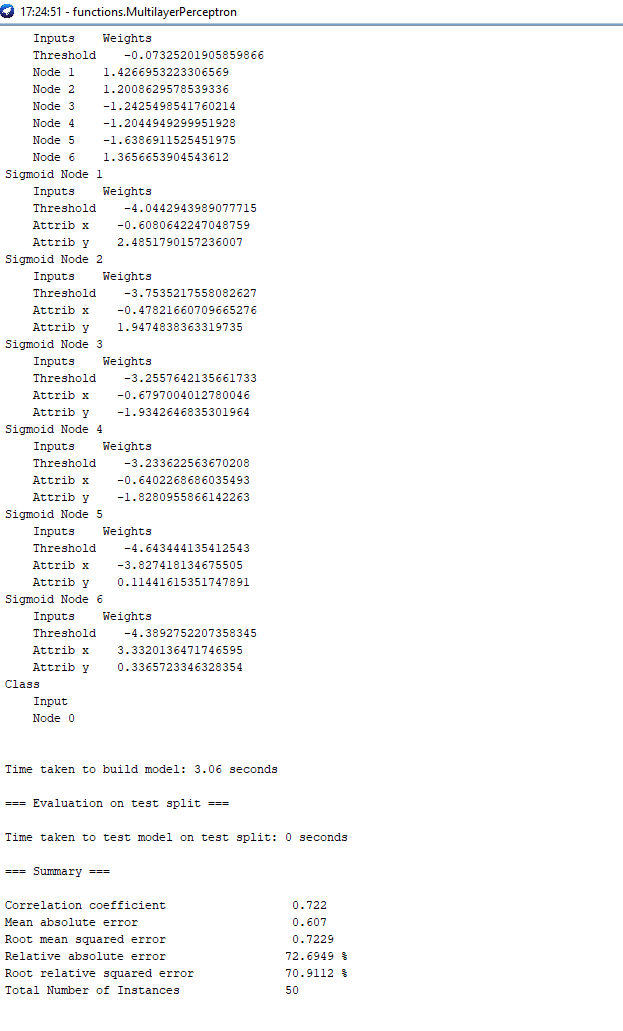 17:24:51 - functions.MultilayerPerceptron
Inputs    Weights
Threshold    -0.07325201905859866
Node 1    1.4266953223306569
Node 2    1.2008629578539336
Node 3    -1.2425498541760214
Node 4    -1.2044949299951928
Node 5    -1.6386911525451975
Node 6    1.3656653904543612
Sigmoid Node 1
Inputs    Weights
Threshold    -4.0442943989077715
Attrib x    -0.6080642247048759
Attrib y    2.4851790157236007
Sigmoid Node 2
Inputs    Weights
Threshold    -3.7535217558082627
Attrib x    -0.47821660709665276
Attrib y    1.9474838363319735
Sigmoid Node 3
Inputs    Weights
Threshold    -3.2557642135661733
Attrib x    -0.6797004012780046
Attrib y    -1.9342646835301964
Sigmoid Node 4
Inputs    Weights
Threshold    -3.233622563670208
Attrib x    -0.6402268686035493
Attrib y    -1.8280955866142263
Sigmoid Node 5
Inputs    Weights
Threshold    -4.643444135412543
Attrib x    -3.827418134675505
Attrib y    0.11441615351747891
Sigmoid Node 6
Inputs    Weights
Threshold    -4.3892752207358345
Attrib x    3.3320136471746595
Attrib y    0.3365723346328354
Class
Input
Node 0
Time taken to build model: 3.06 seconds
=== Evaluation on test split ===
Time taken to test model on test split: 0 seconds
=== Summary ===
Correlation coefficient                  0.722
Mean absolute error                      0.607
Root mean squared error                  0.7229
Relative absolute error                 72.6949 %
Root relative squared error             70.9112 %
Total Number of Instances               50